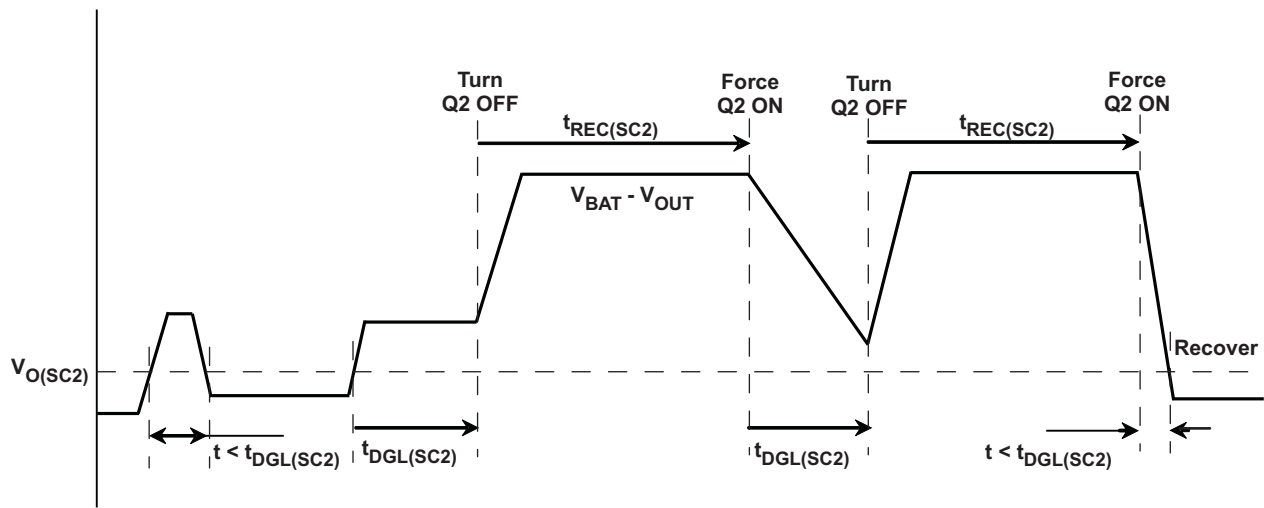 Turn
Q2 OFF
Force
Q2 ON
Turn
Q2 OFF
Force
Q2 ON
tREC(SC2)
tREC(SC2)
VBAT - VOUT
VO(SC2)
Recover
t < tDGL(SC2)
tDGL(SC2)
tDGL(SC2)
t < tDGL(SC2)